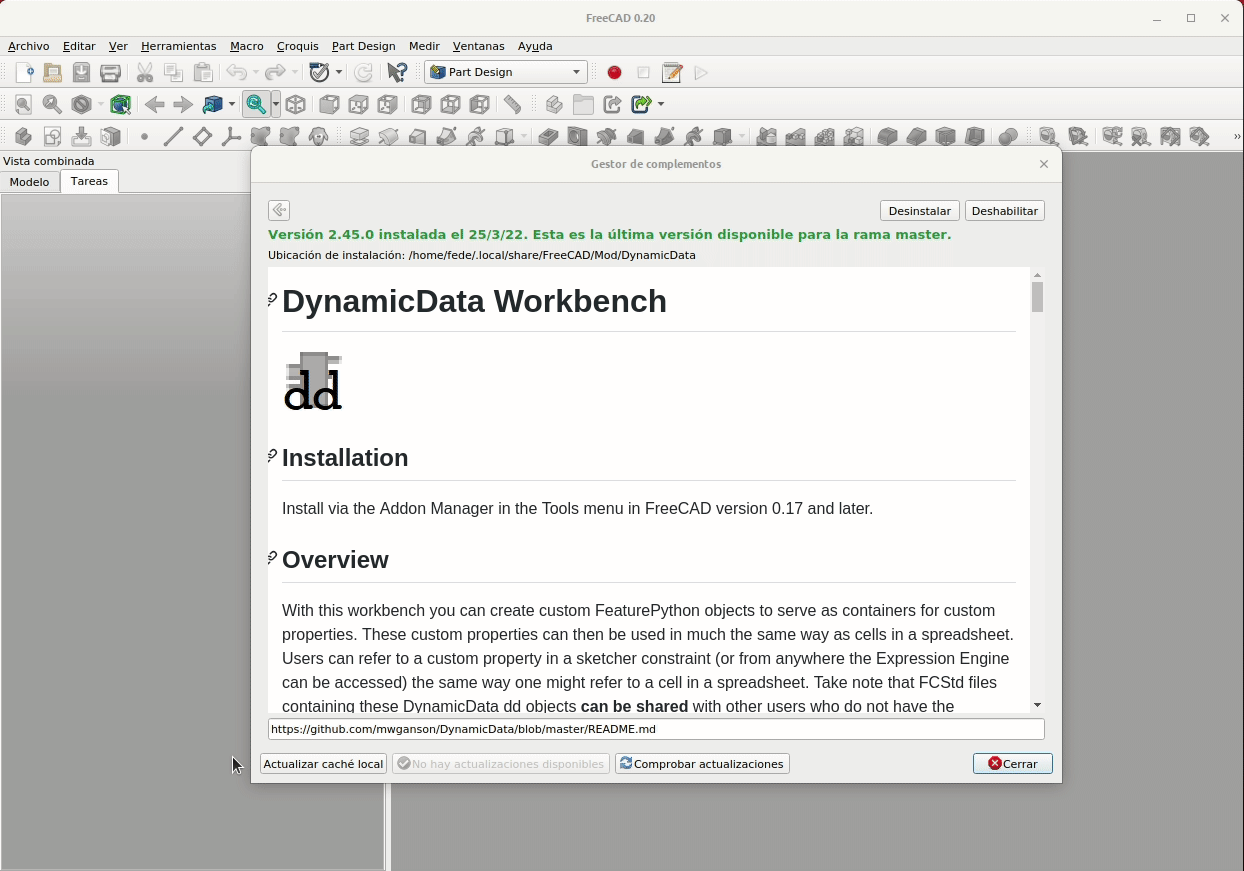 FreeCAD 0.20
Archivo Editar Ver Herramientas Macro Croquis Part Design Medir Ventanas Ayuda
Part Design
»
Vista combinada
Modelo Tareas
Gestor de complementos
Desinstalar Deshabilitar
Versión 2.45.0 instalada el 25/3/22. Esta es la última versión disponible para la rama master.
Ubicación de instalación: /home/fede/.local/share/FreeCAD/Mod/DynamicData
DynamicData Workbench
dd
Installation
Install via the Addon Manager in the Tools menu in FreeCAD version 0.17 and later.
Overview
With this workbench you can create custom FeaturePython objects to serve as containers for custom
properties. These custom properties can then be used in much the same way as cells in a spreadsheet.
Users can refer to a custom property in a sketcher constraint (or from anywhere the Expression Engine
can be accessed) the same way one might refer to a cell in a spreadsheet. Take note that FCStd files
containing these DynamicData dd objects can be shared with other users who do not have the
https://github.com/mwganson/DynamicData/blob/master/README.md
Actualizar caché local No hay actualizaciones disponibles Comprobar actualizaciones Cerrar